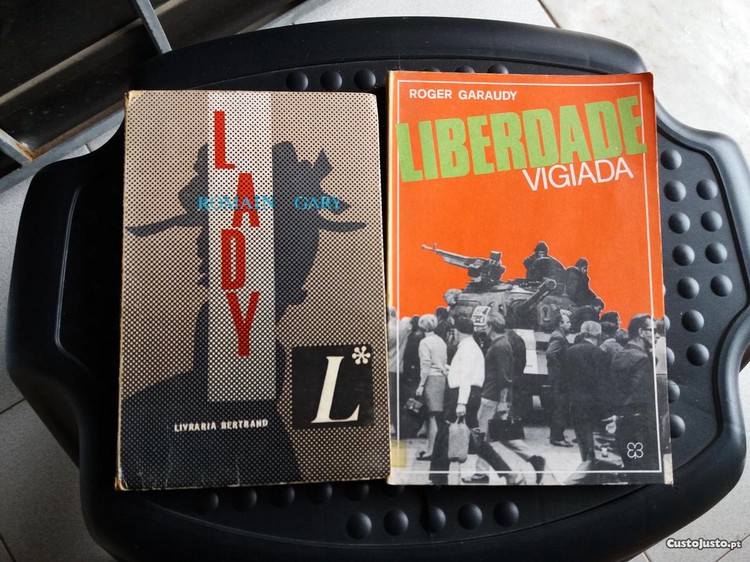 LADY
ROMAIN GARY
L*
LIVRARIA BERTRAND
ROGER GARAUDY
LIBERDADE
VIGIADA
CustoJusto.pt